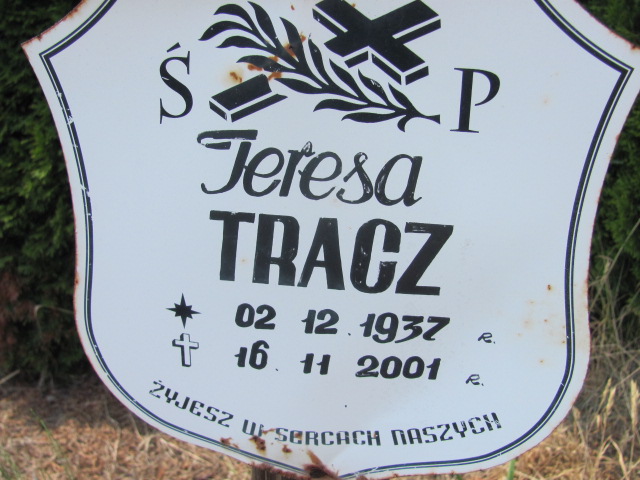 Ś P
Teresa
TRACZ
02 12. 1937 r.
16. 11 2001 r.
ŻYJESZ W SERCACH NASZYCH